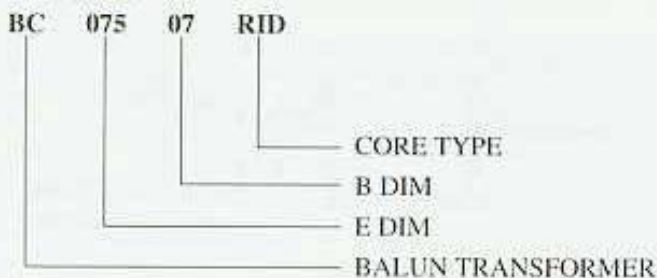 BC 075 07 RID
CORE TYPE
B DIM
E DIM
BALUN TRANSFORMER